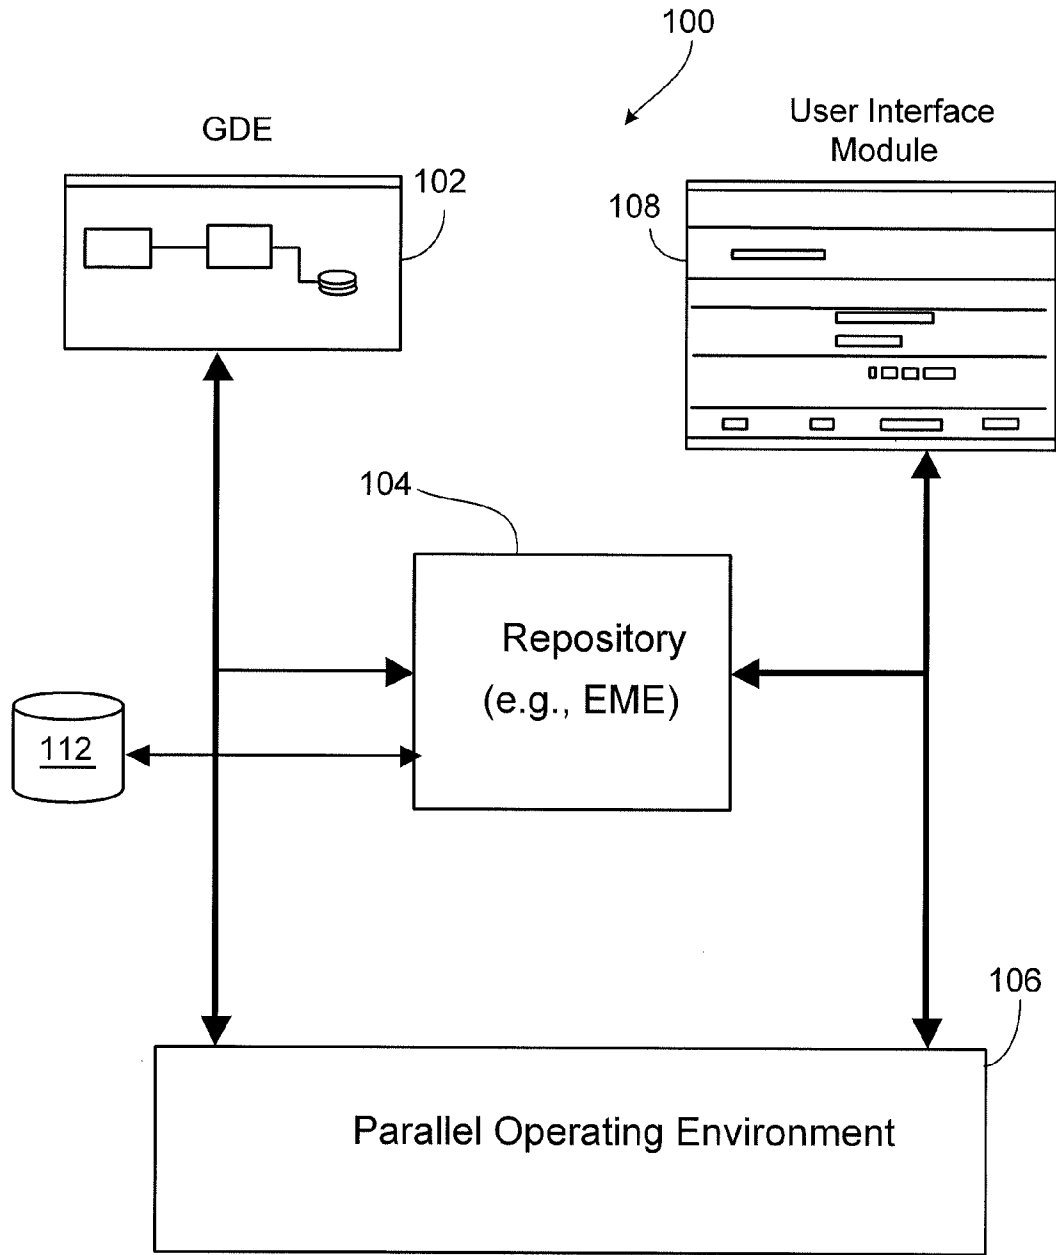 100
GDE
User Interface
Module
102
108
104
Repository
(e.g., EME)
112
106
Parallel Operating Environment